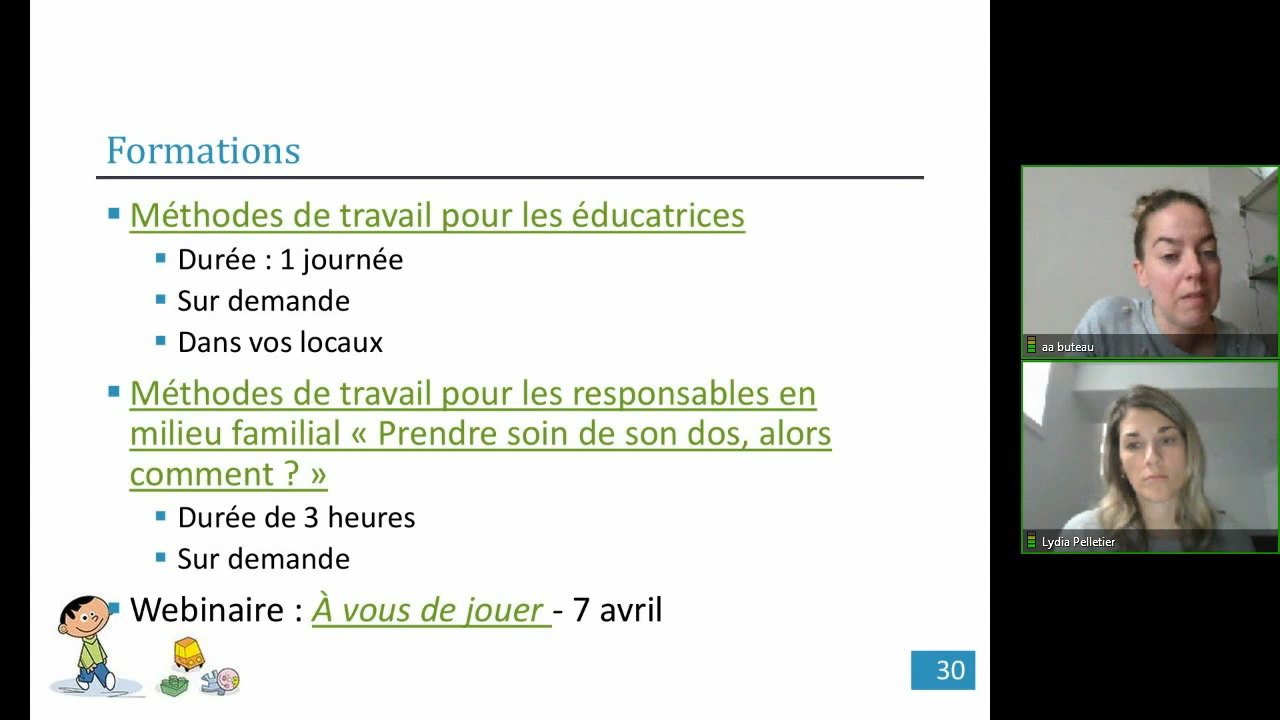 Formations
Méthodes de travail pour les éducatrices
Durée : 1 journée
Sur demande
Dans vos locaux
Méthodes de travail pour les responsables en
milieu familial « Prendre soin de son dos, alors
comment ? »
Durée de 3 heures
Sur demande
Webinaire : À vous de jouer - 7 avril
30
aa buteau
Lydia Pelletier